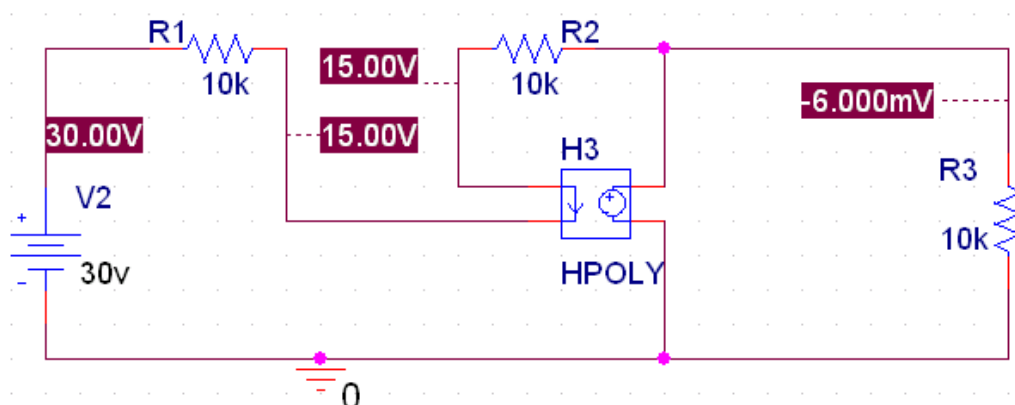 R1
10k
15.00V
R2
10k
-6.000mV
30.00V
15.00V
H3
R3
10k
V2
+
-
30v
+
HPOLY
0